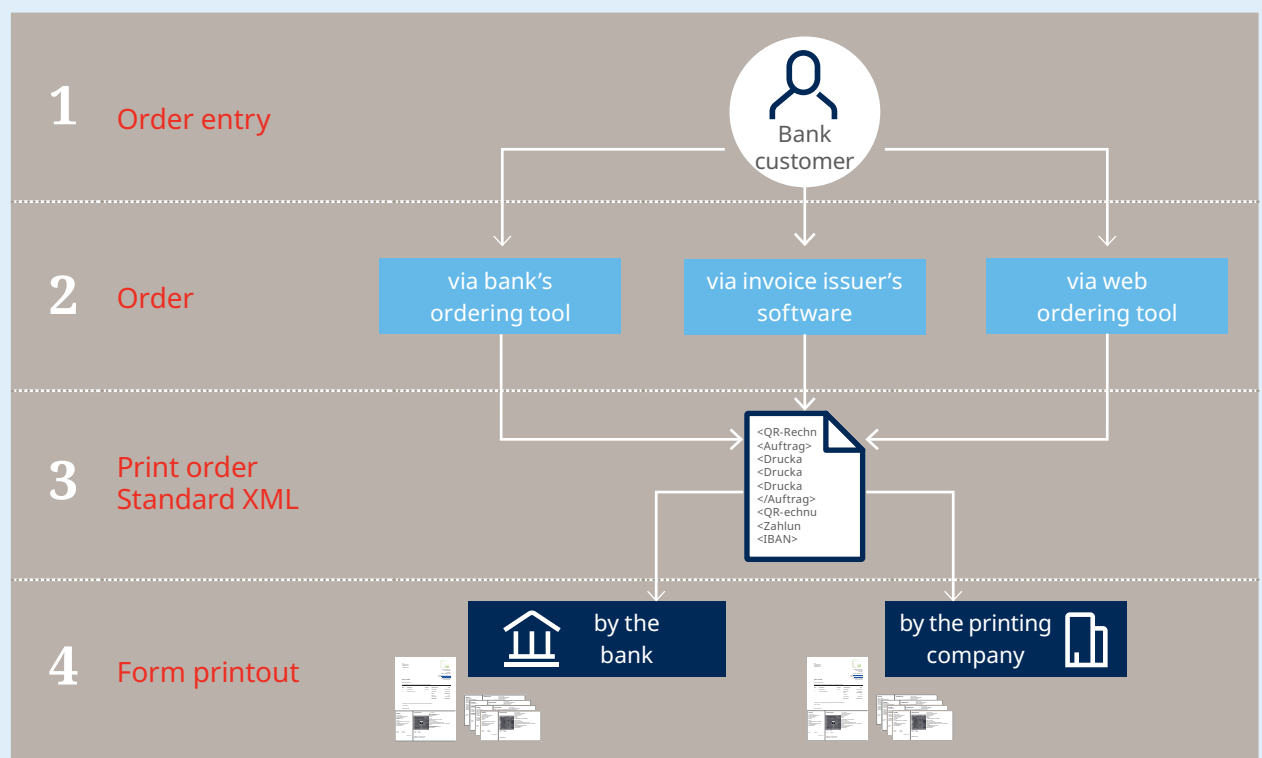 1
Order entry
Bank
customer
2
Order
via bank's
ordering tool
via invoice issuer's
software
via web
ordering tool
3
Print order
Standard XML
<QR-Rechn
<Auftrag>
<Drucka
<Drucka
<Drucka
</Auftrag>
<QR-echnu
<Zahlun
<IBAN>
4
Form printout
by the
bank
by the printing
company